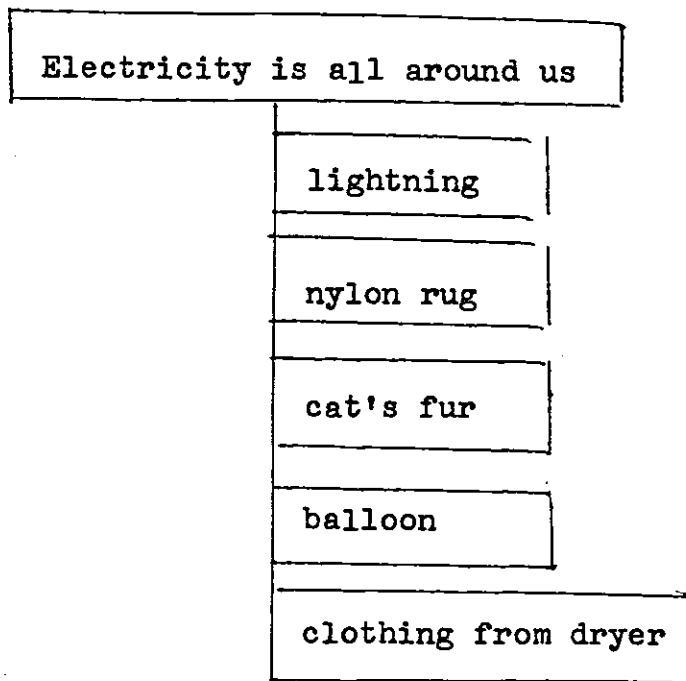 Electricity is all around us
lightning
nylon rug
cat's fur
balloon
clothing from dryer